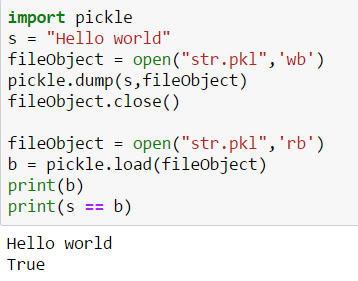 import pickle
s = "Hello world"
fileObject = open("str.pkl",'wb')
pickle.dump(s,fileObject)
fileObject.close()
fileObject = open("str.pkl",'rb')
b = pickle.load(fileObject)
print(b)
print(s == b)
Hello world
True